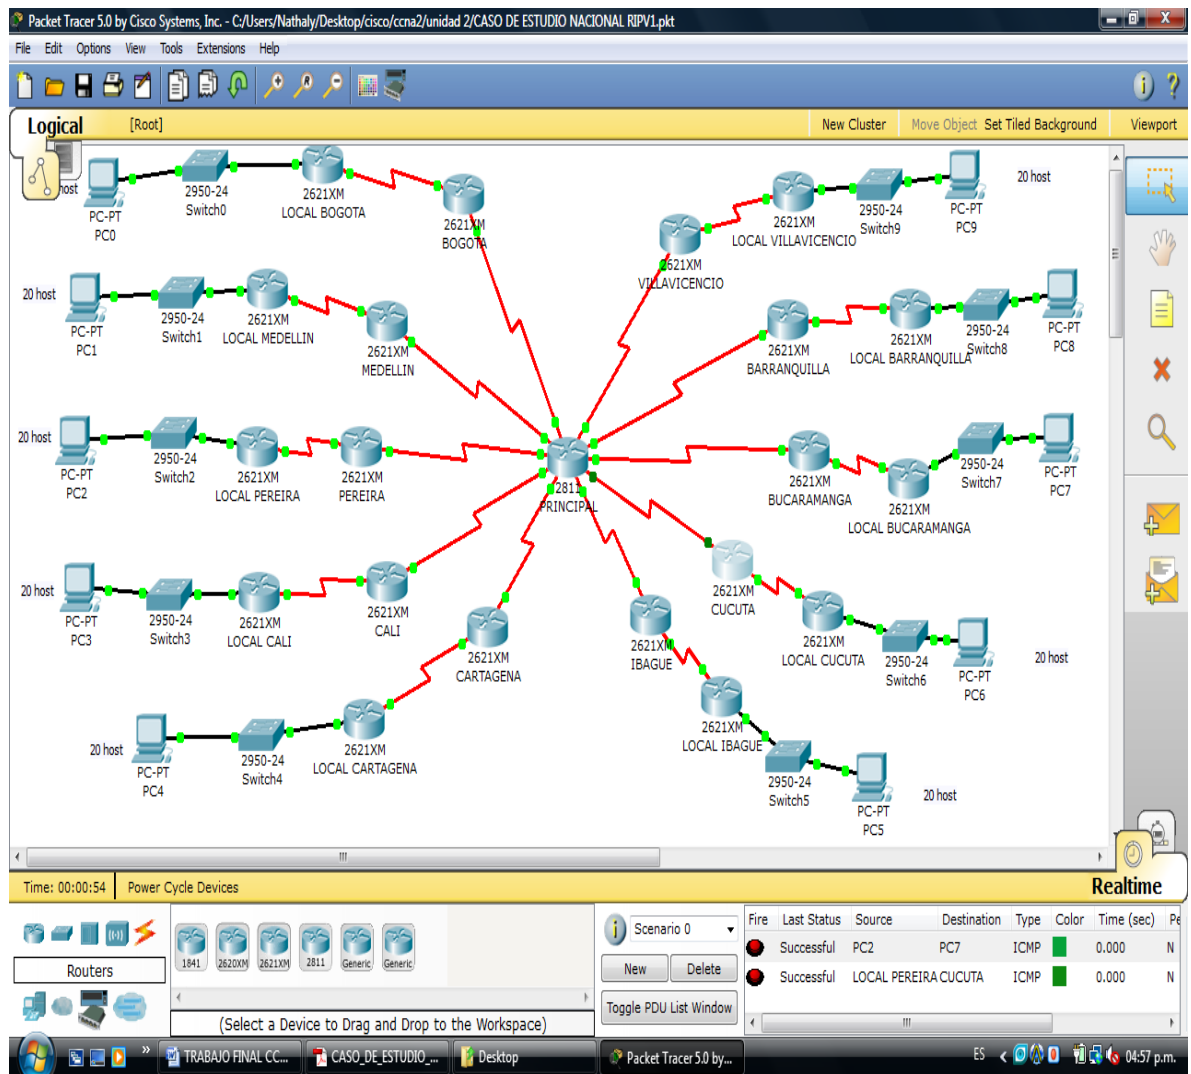 Packet Tracer 5.0 by Cisco Systems, Inc. - C:/Users/Nathaly/Desktop/cisco/ccna2/unidad 2/CASO DE ESTUDIO NACIONAL RIPV1.pkt
File Edit Options View Tools Extensions Help
Logical [Root] New Cluster Move Object Set Tiled Background Viewport
host
PC-PT
PC0
2950-24
Switch0
2621XM
LOCAL BOGOTA
2621XM
BOGOTA
2621XM
VILLAVICENCIO
2621XM
LOCAL VILLAVICENCIO
2950-24
Switch9
PC-PT
PC9
20 host
20 host
PC-PT
PC1
2950-24
Switch1
2621XM
LOCAL MEDELLIN
2621XM
MEDELLIN
2621XM
BARRANQUILLA
2621XM
LOCAL BARRANQUILLA
2950-24
Switch8
PC-PT
PC8
20 host
PC-PT
PC2
2950-24
Switch2
2621XM
LOCAL PEREIRA
2621XM
PEREIRA
2811
PRINCIPAL
2621XM
BUCARAMANGA
2621XM
LOCAL BUCARAMANGA
2950-24
Switch7
PC-PT
PC7
20 host
PC-PT
PC3
2950-24
Switch3
2621XM
LOCAL CALI
2621XM
CALI
2621XM
CARTAGENA
2621XM
IBAGUE
2621XM
CUCUTA
2621XM
LOCAL CUCUTA
2950-24
Switch6
PC-PT
PC6
20 host
20 host
PC-PT
PC4
2950-24
Switch4
2621XM
LOCAL CARTAGENA
2621XM
LOCAL IBAGUE
2950-24
Switch5
PC-PT
PC5
20 host
Time: 00:00:54 Power Cycle Devices Realtime
Routers
1841 2620XM 2621XM 2811 Generic Generic
(Select a Device to Drag and Drop to the Workspace)
Scenario 0
New Delete
Toggle PDU List Window
Fire Last Status Source Destination Type Color Time (sec) Pe
Successful PC2 PC7 ICMP 0.000 N
Successful LOCAL PEREIRA CUCUTA ICMP 0.000 N
TRABAJO FINAL CC... CASO_DE_ESTUDIO_... Desktop Packet Tracer 5.0 by... ES 04:57 p.m.